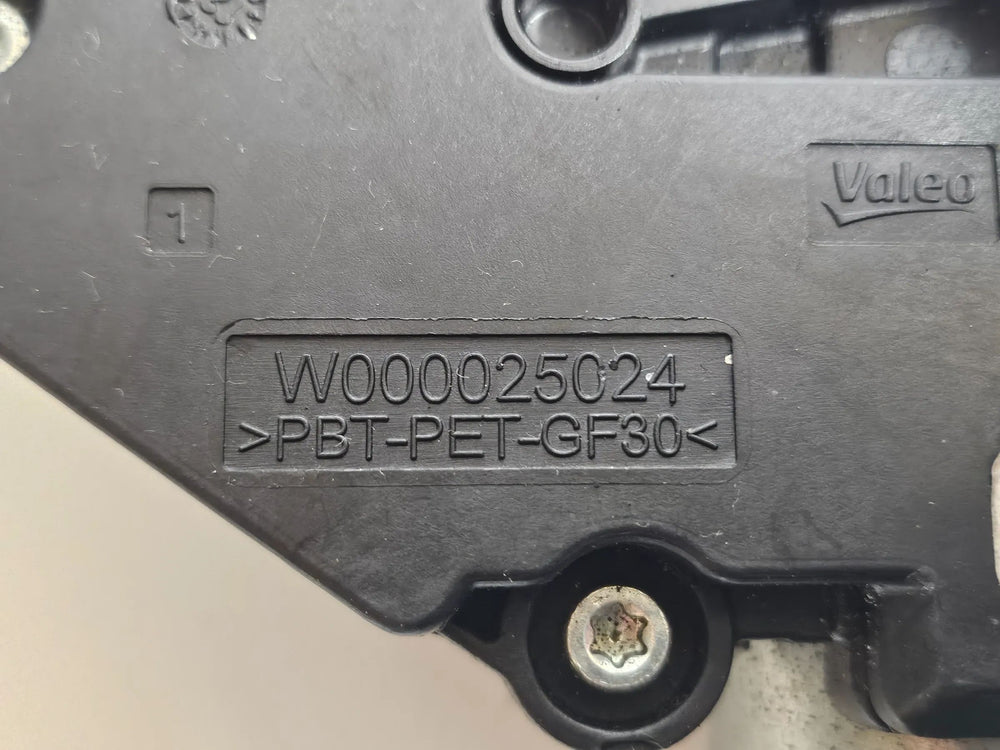 Valeo
1
W000025024
>PBT-PET-GF30<